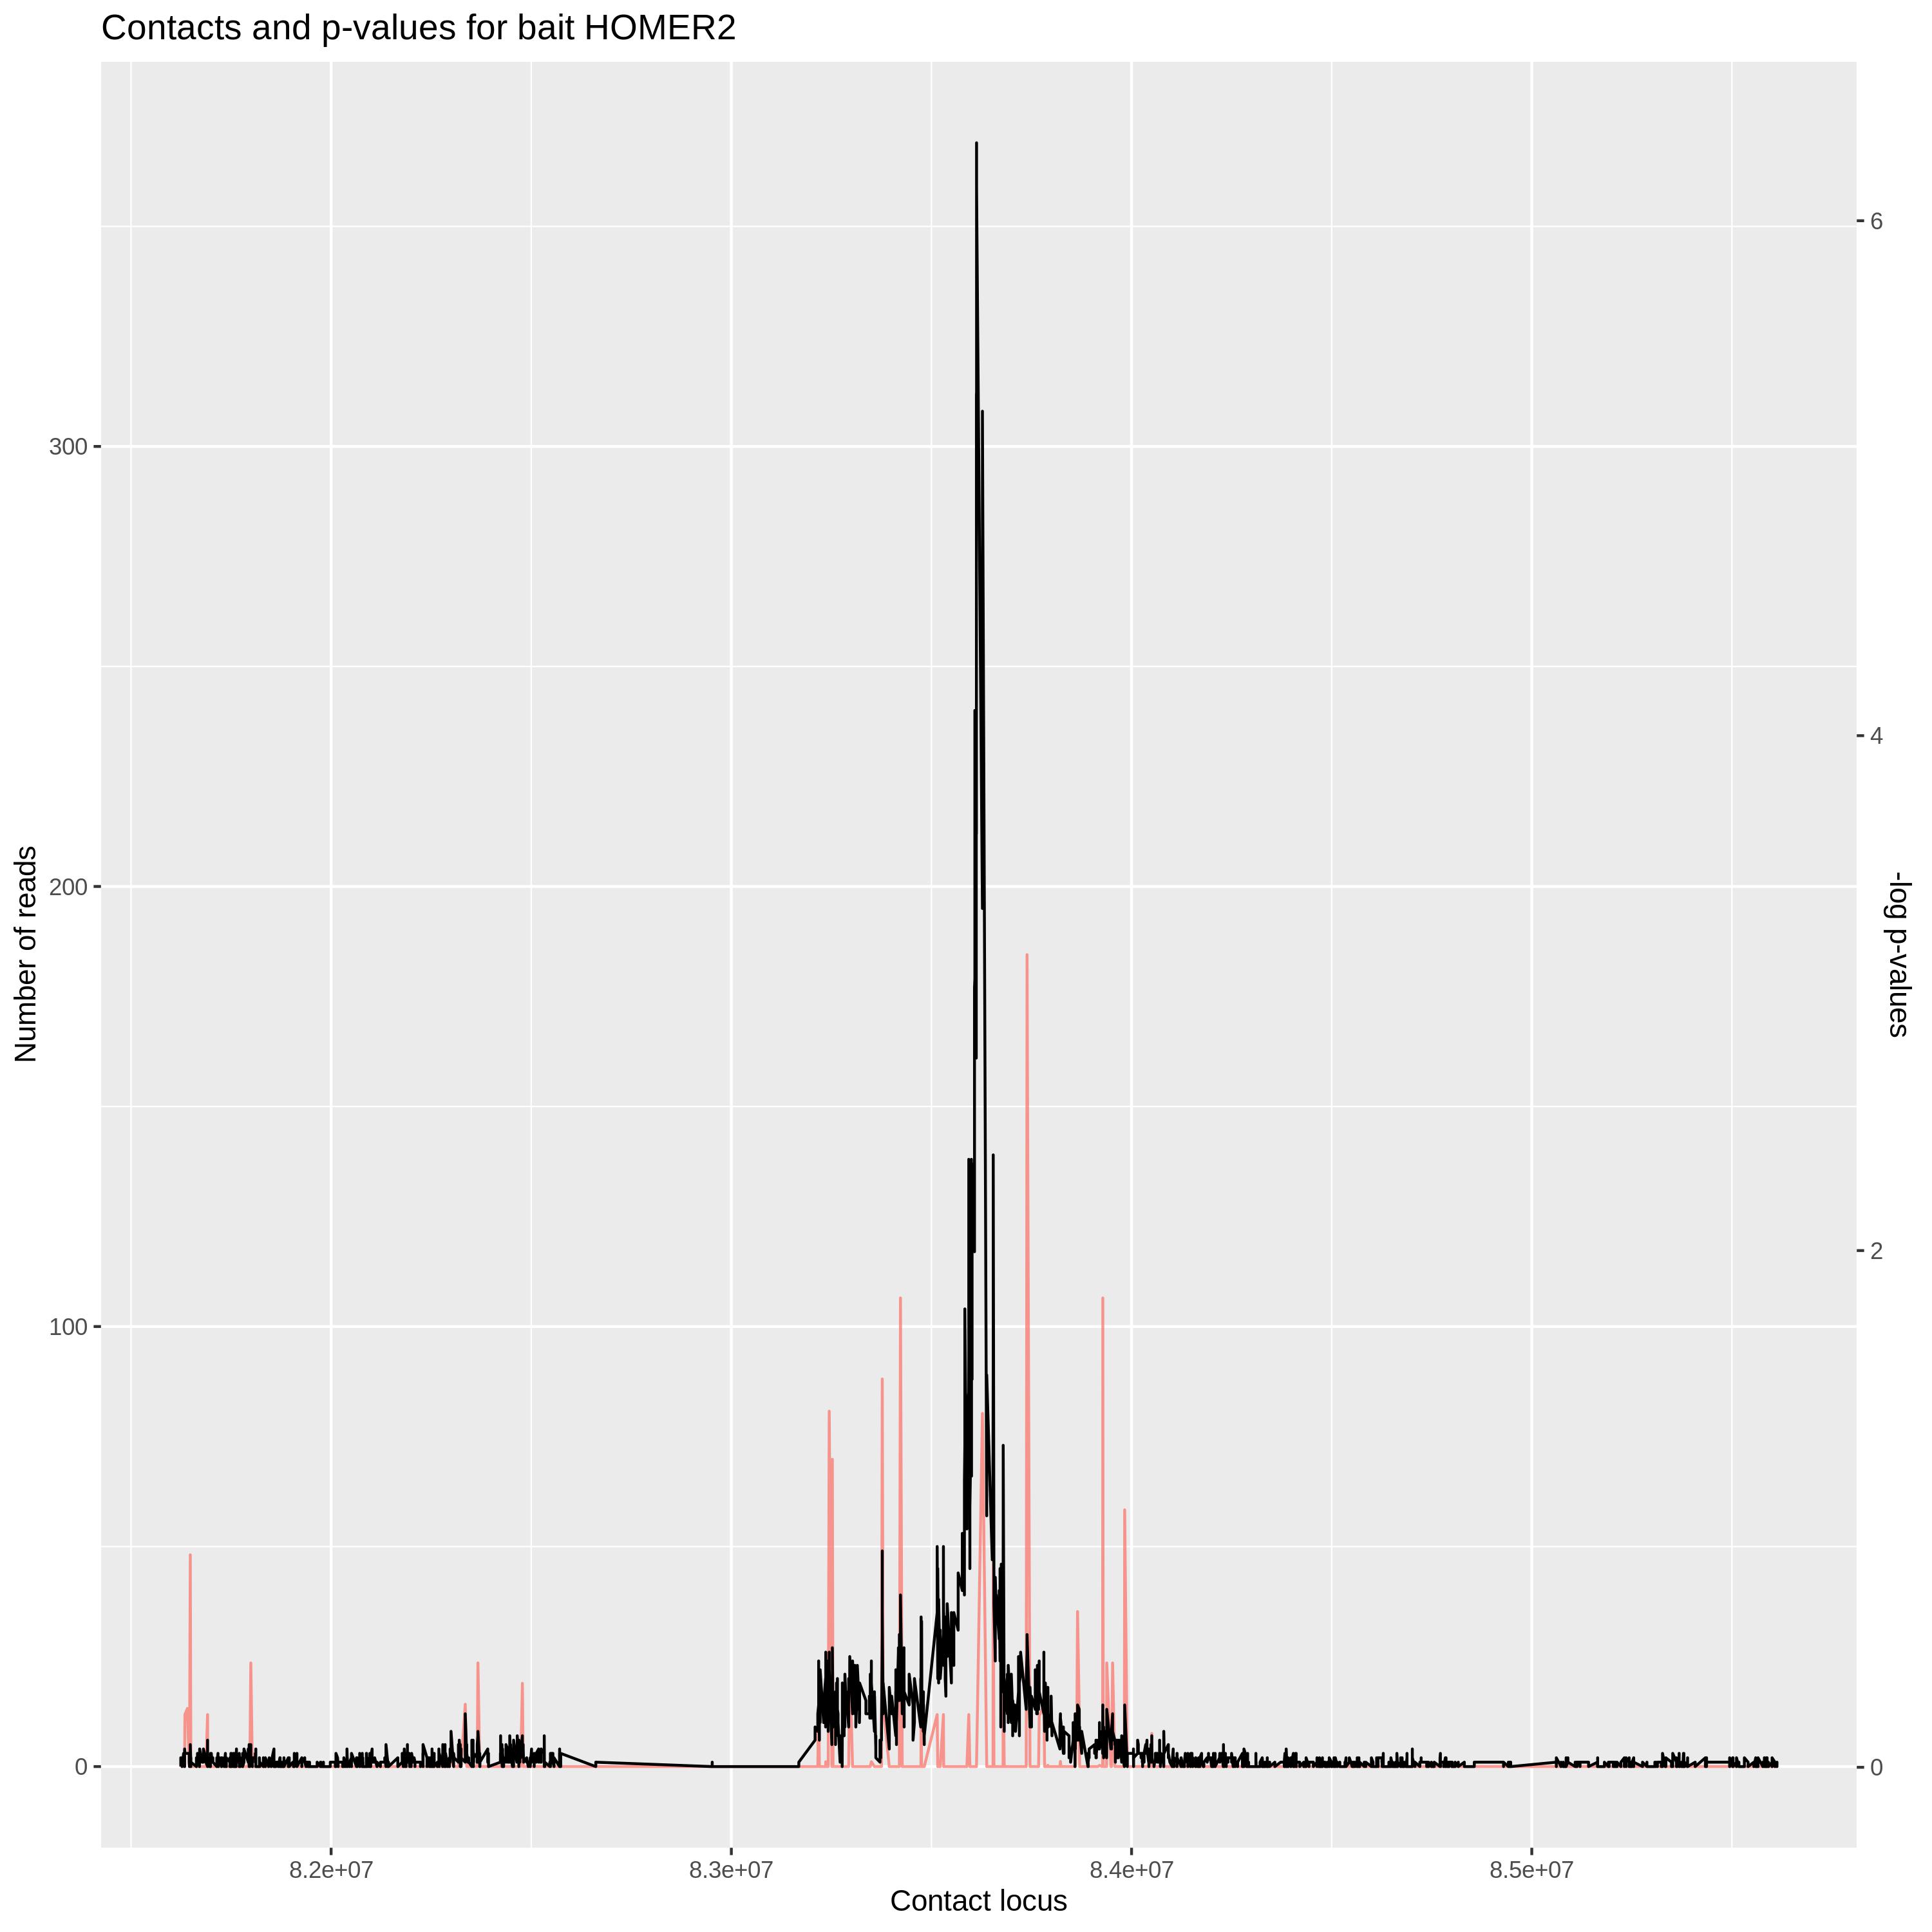 Contacts and p-values for bait HOMER2
Number of reads
300
200
100
0
6
4
2
0
-log p-values
8.2e+07
8.3e+07
8.4e+07
8.5e+07
Contact locus